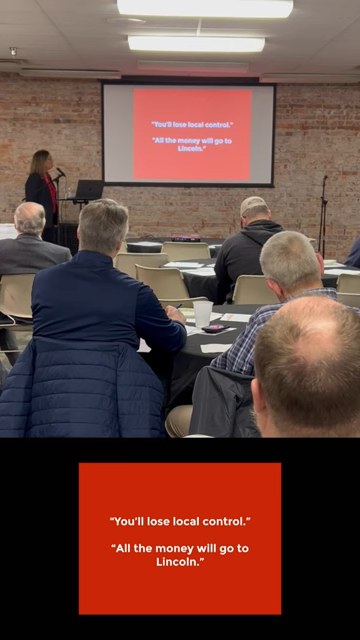 "You'll lose local control."
"All the money will go to
Lincoln."
“You’ll lose local control.”
“All the money will go to
Lincoln.”